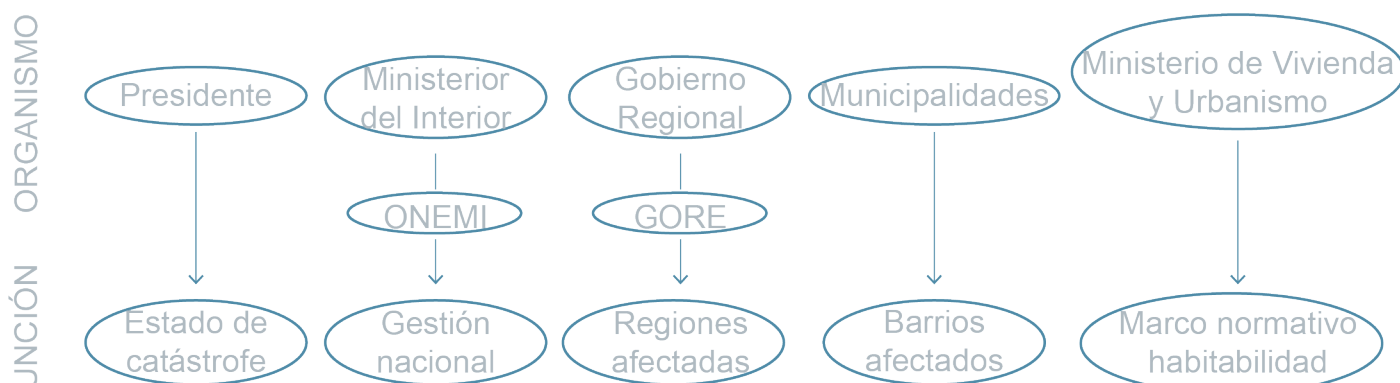 ORGANISMO
Presidente
Ministerior
del Interior
Gobierno
Regional
Municipalidades
Ministerio de Vivienda
y Urbanismo
ONEMI
GORE
UNCIÓN
Estado de
catástrofe
Gestión
nacional
Regiones
afectadas
Barrios
afectados
Marco normativo
habitabilidad